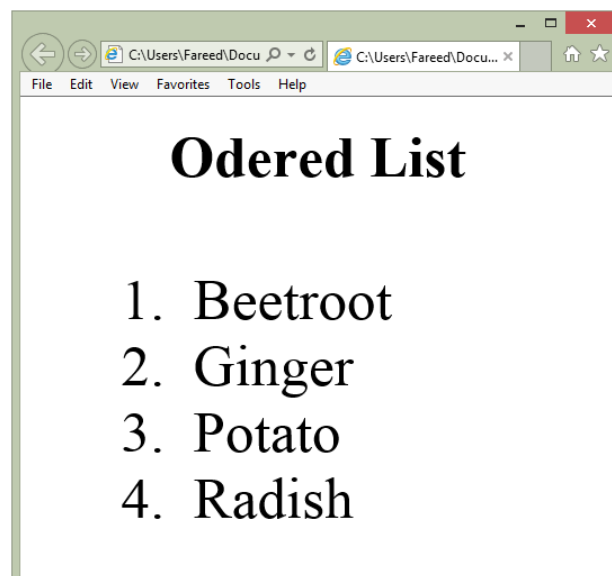 C:\Users\Fareed\Docu
C:\Users\Fareed\Docu...
File Edit View Favorites Tools Help
Odered List
1. Beetroot
2. Ginger
3. Potato
4. Radish